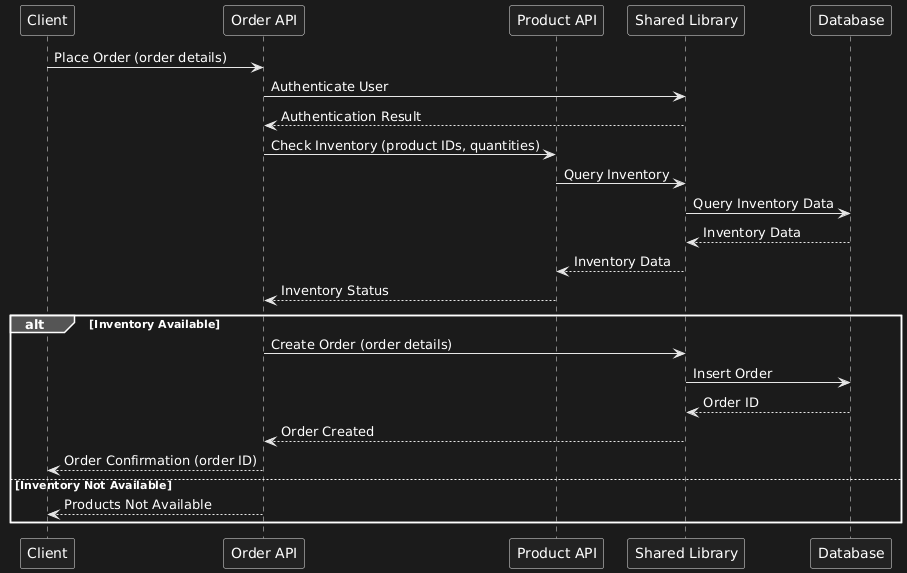 Client Order API Product API Shared Library Database
Place Order (order details)
Authenticate User
Authentication Result
Check Inventory (product IDs, quantities)
Query Inventory
Query Inventory Data
Inventory Data
Inventory Data
Inventory Status
alt [Inventory Available]
Create Order (order details)
Insert Order
Order ID
Order Created
Order Confirmation (order ID)
[Inventory Not Available]
Products Not Available
Client Order API Product API Shared Library Database